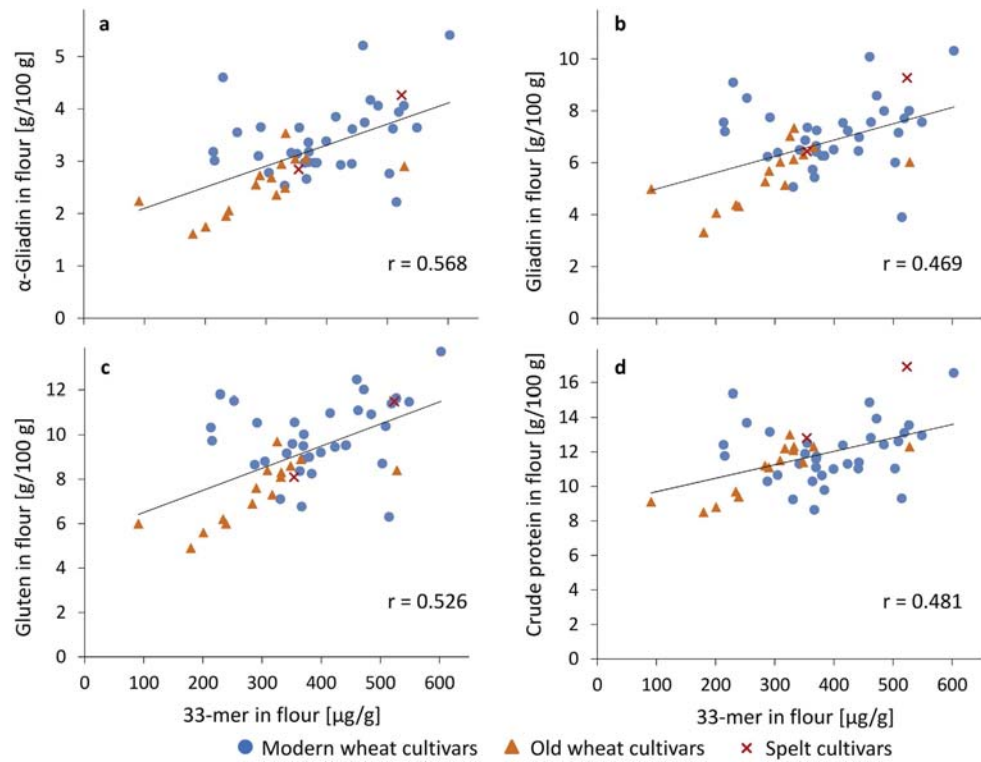 a
α-Gliadin in flour [g/100 g]
5
4
3
2
1
0
r = 0.568
b
Gliadin in flour [g/100 g]
10
8
6
4
2
0
r = 0.469
c
Gluten in flour [g/100 g]
12
10
8
6
4
2
0
r = 0.526
0 100 200 300 400 500 600
33-mer in flour [µg/g]
d
Crude protein in flour [g/100 g]
16
14
12
10
8
6
4
2
0
r = 0.481
0 100 200 300 400 500 600
33-mer in flour [µg/g]
Modern wheat cultivars Old wheat cultivars Spelt cultivars